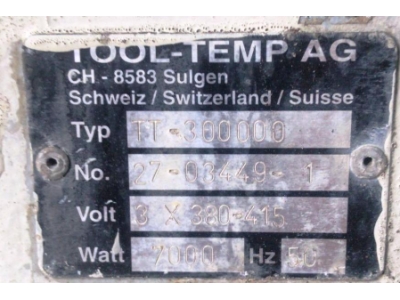 TOOL-TEMP AG
CH - 8583 Sulgen
Schweiz / Switzerland / Suisse
Typ TT-300000
No. 27-03449- 1
Volt 3 X 380-415
Watt 7000 Hz 50